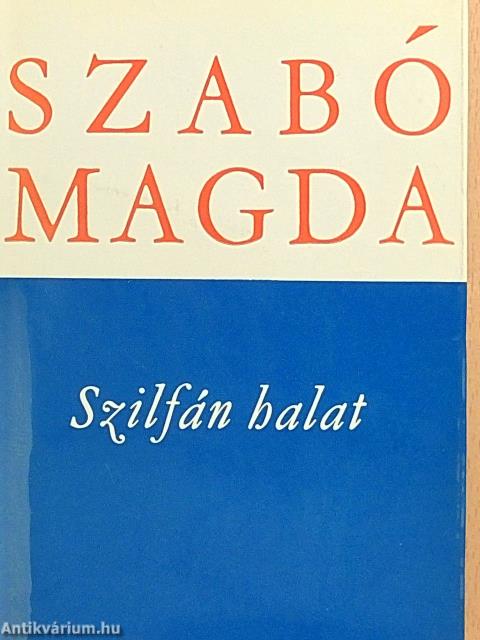 SZABÓ
MAGDA
Szilfán halat
Antikvárium.hu